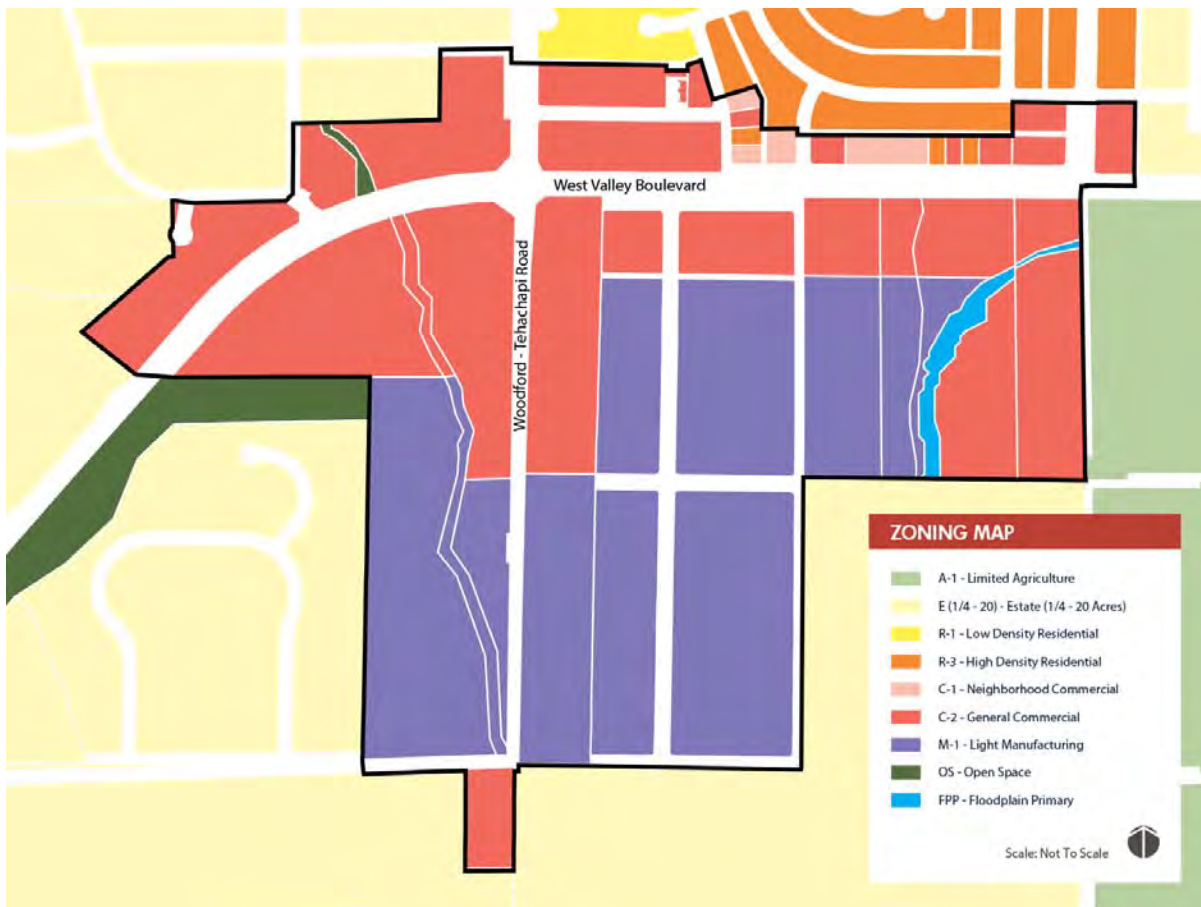 West Valley Boulevard
Woodford - Tehachapi Road
ZONING MAP
A-1 - Limited Agriculture
E (1/4 - 20) - Estate (1/4 - 20 Acres)
R-1 - Low Density Residential
R-3 - High Density Residential
C-1 - Neighborhood Commercial
C-2 - General Commercial
M-1 - Light Manufacturing
OS - Open Space
FPP - Floodplain Primary
Scale: Not To Scale